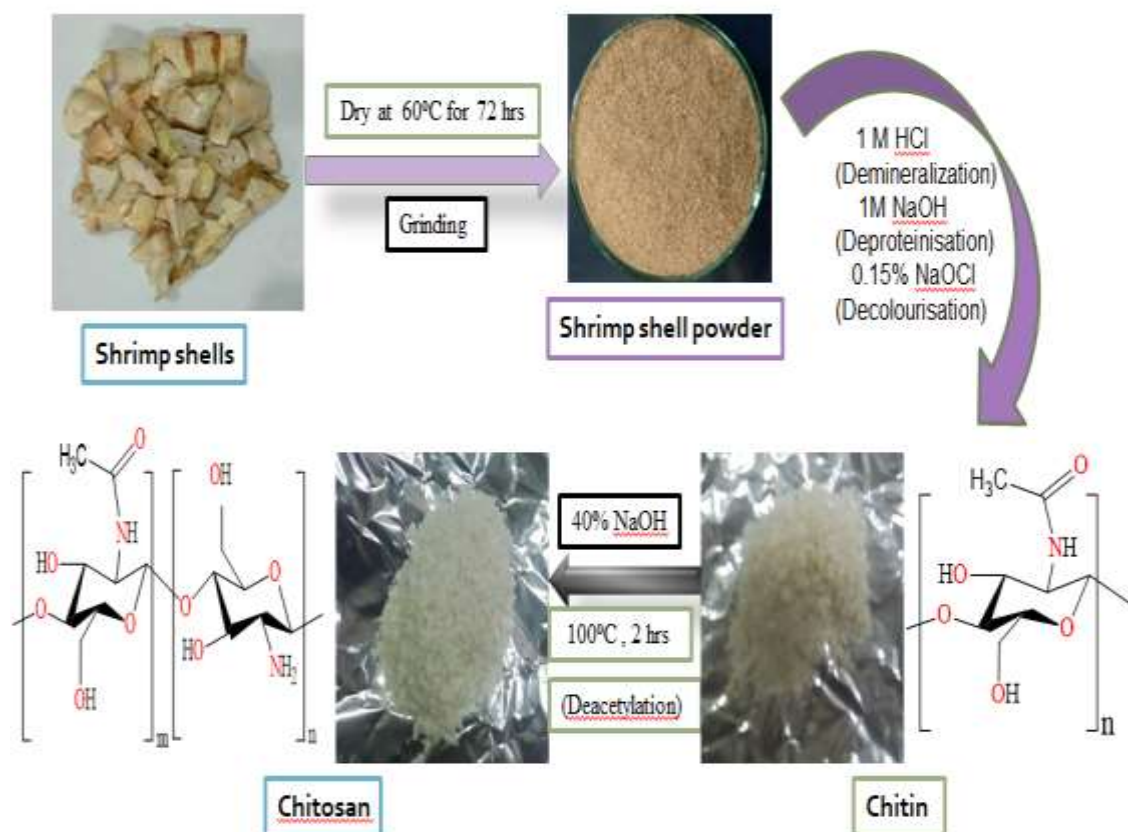 Dry at 60⁰C for 72 hrs
Grinding
Shrimp shells
Shrimp shell powder
1 M HCl
(Demineralization)
1M NaOH
(Deproteinisation)
0.15% NaOCl
(Decolourisation)
H₃C
O
NH
HO
O
O
OH
m
OH
O
O
HO
NH₂
n
40% NaOH
100⁰C , 2 hrs
(Deacetylation)
H₃C
O
NH
HO
O
O
OH
n
Chitosan
Chitin